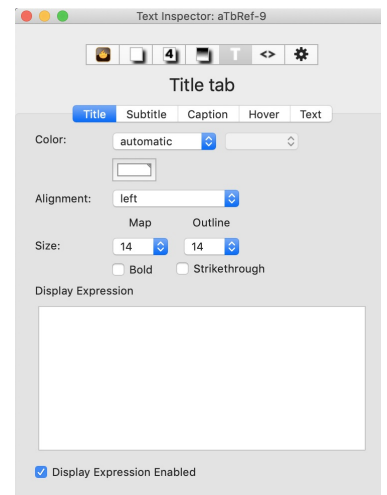 Text Inspector: aTbRef-9
4 T <>
Title tab
Title Subtitle Caption Hover Text
Color: automatic
Alignment: left
Map Outline
Size: 14 14
Bold Strikethrough
Display Expression
Display Expression Enabled